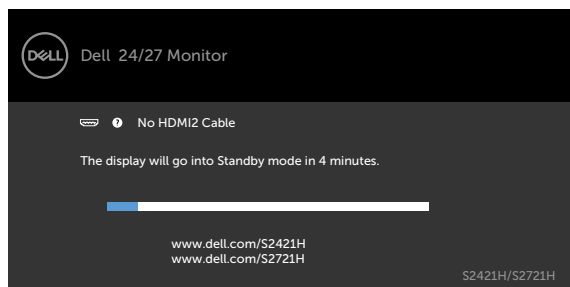 DELL
Dell 24/27 Monitor
? No HDMI2 Cable
The display will go into Standby mode in 4 minutes.
www.dell.com/S2421H
www.dell.com/S2721H
S2421H/S2721H